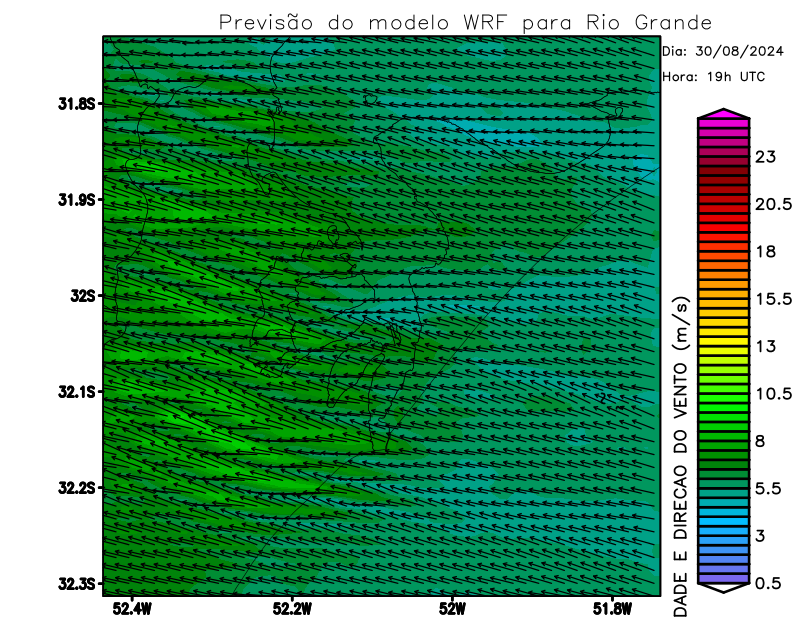 Previsão do modelo WRF para Rio Grande
Dia: 30/08/2024
Hora: 19h UTC
31.8S
31.9S
32S
32.1S
32.2S
32.3S
52.4W
52.2W
52W
51.8W
23
20.5
18
15.5
13
10.5
8
5.5
3
0.5
DADE E DIRECAO DO VENTO (m/s)